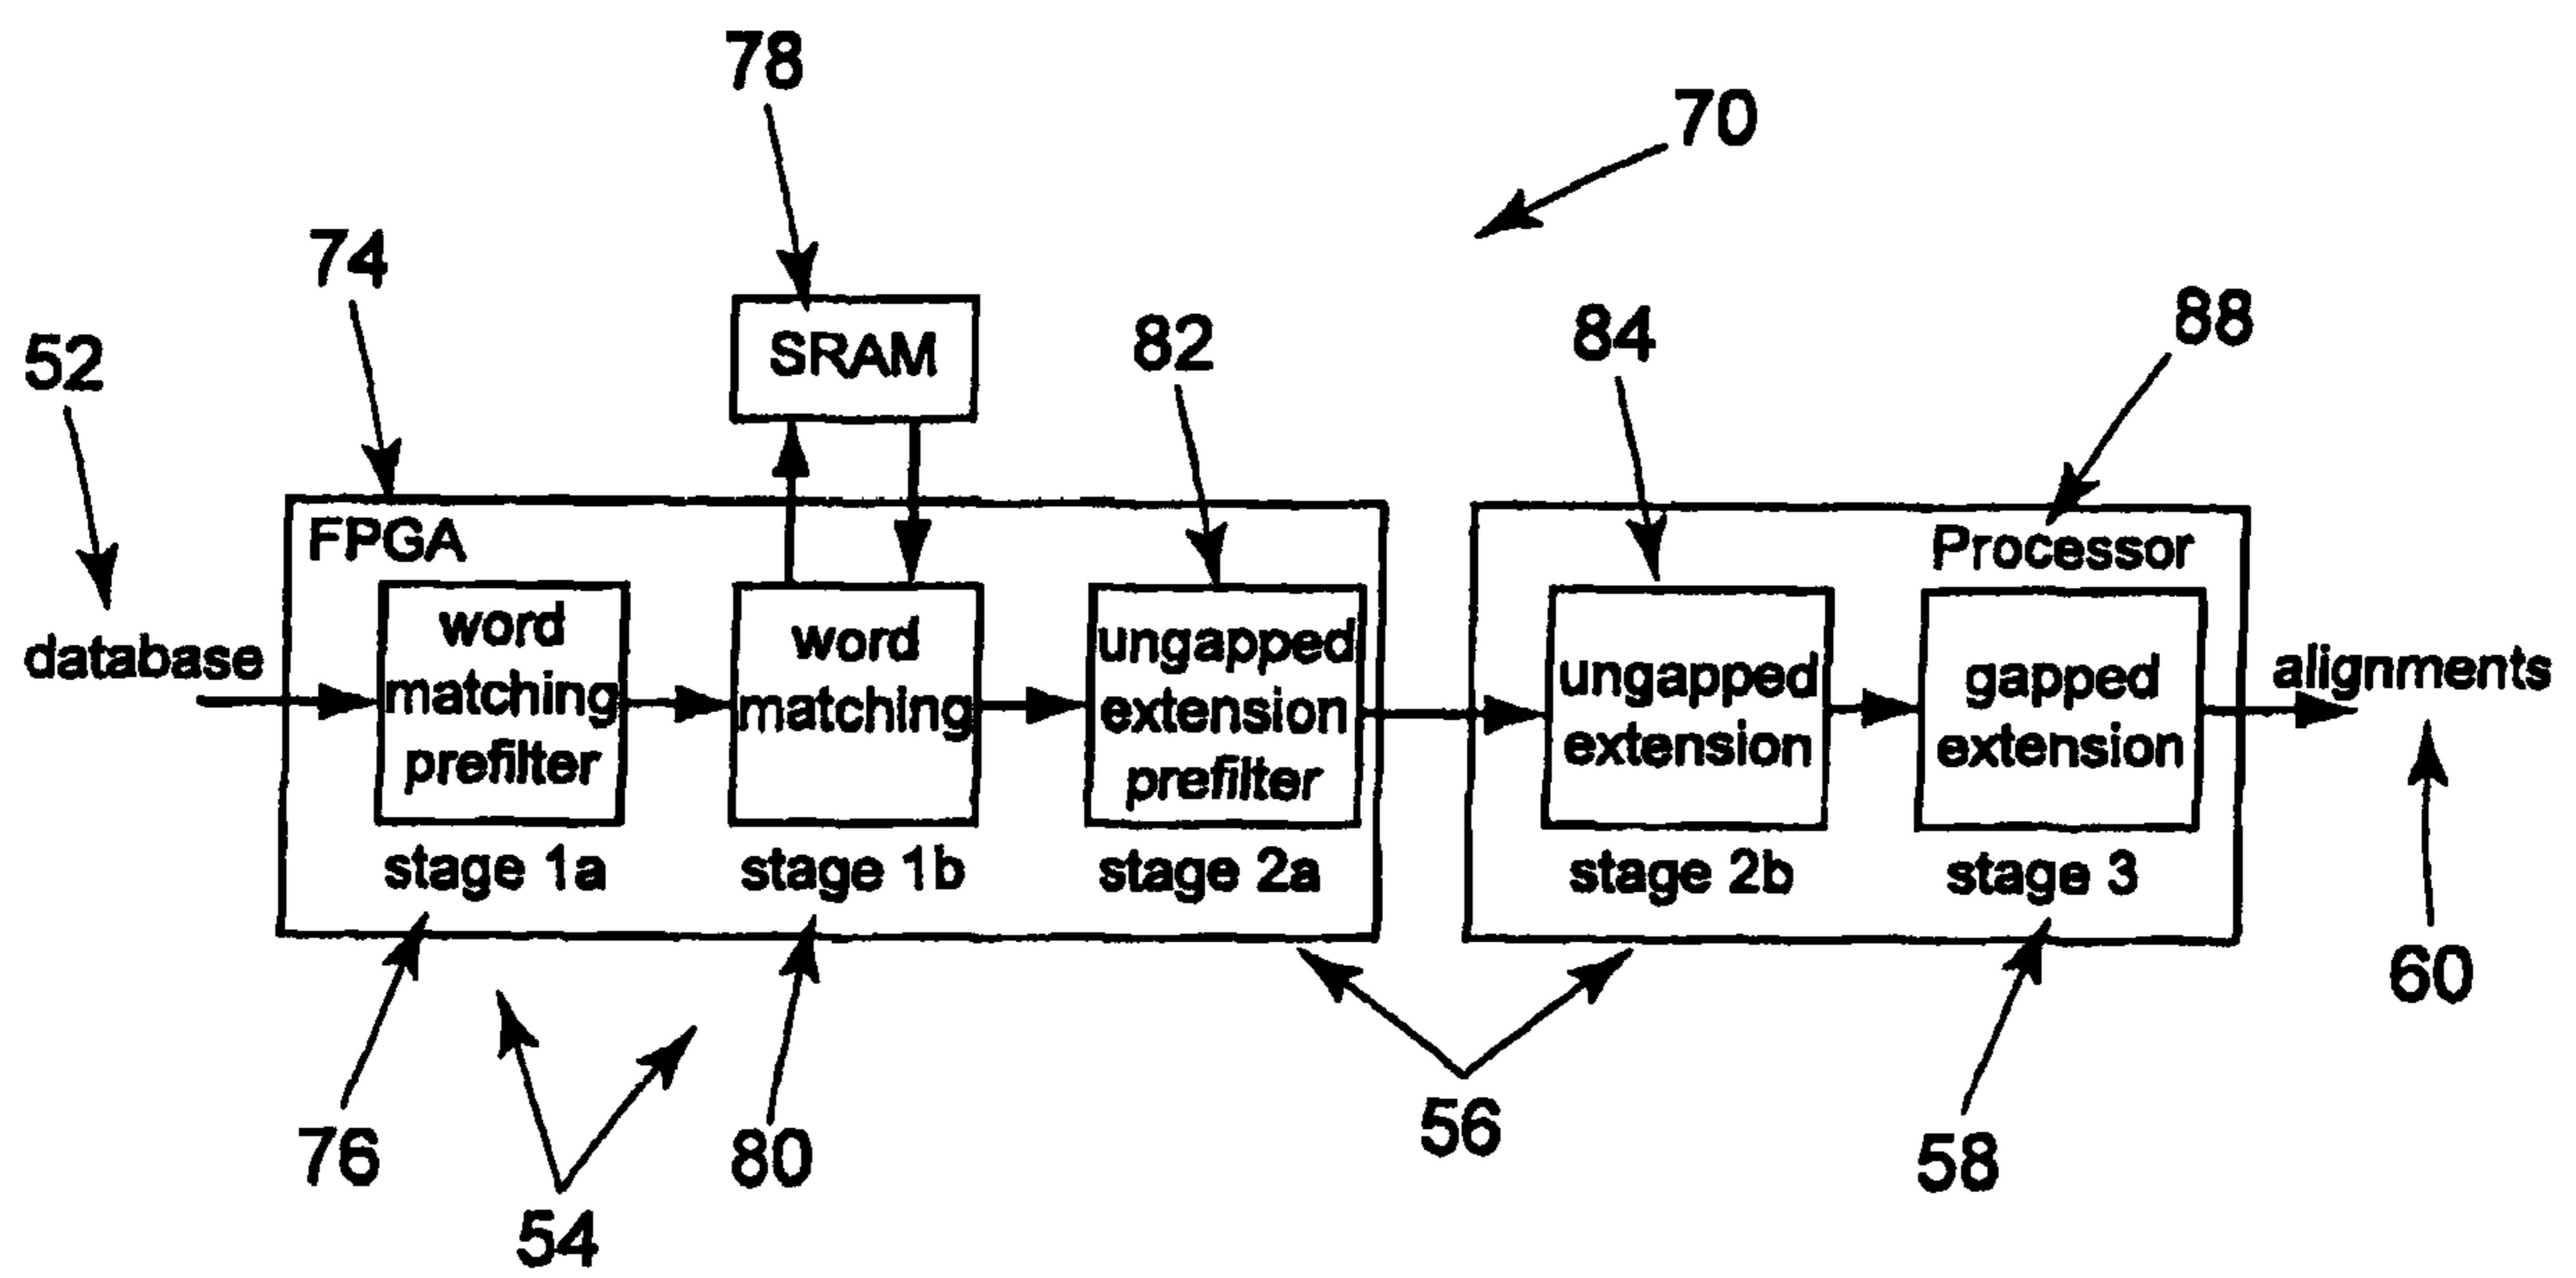 78
70
74
88
52
SRAM
82
84
FPGA
Processor
database
word
matching
prefilter
word
matching
ungapped
extension
prefilter
ungapped
extension
gapped
extension
alignments
stage 1a
stage 1b
stage 2a
stage 2b
stage 3
60
76
80
56
58
54